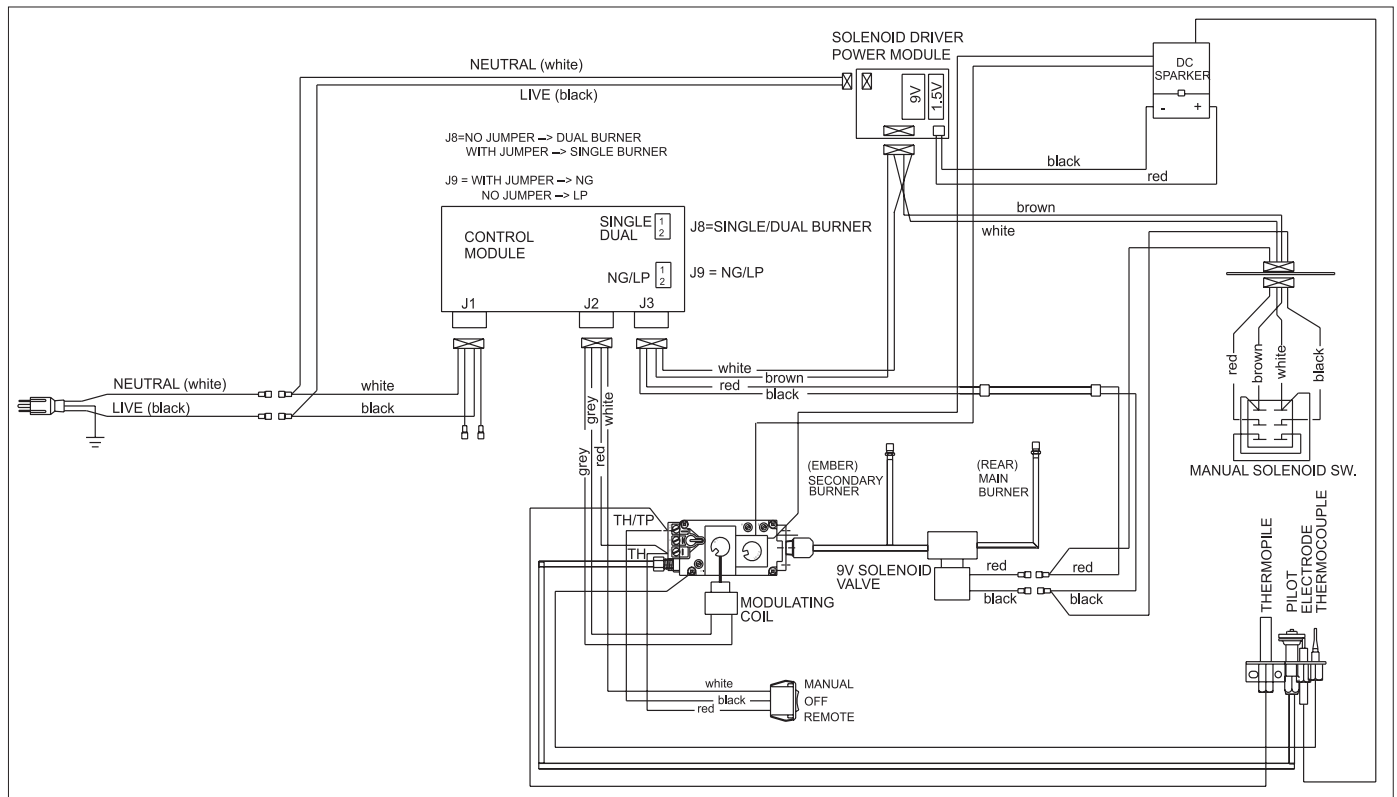 SOLENOID DRIVER
POWER MODULE
9V
1.5V
DC
SPARKER
- +
NEUTRAL (white)
LIVE (black)
J8=NO JUMPER –> DUAL BURNER
WITH JUMPER –> SINGLE BURNER
J9 = WITH JUMPER –> NG
NO JUMPER –> LP
black
red
brown
white
CONTROL
MODULE
SINGLE
DUAL
1
2
J8=SINGLE/DUAL BURNER
NG/LP
1
2
J9 = NG/LP
J1
J2
J3
NEUTRAL (white)
LIVE (black)
white
black
white
brown
red
black
grey
grey
red
white
red
brown
white
black
MANUAL SOLENOID SW.
(EMBER)
SECONDARY
BURNER
(REAR)
MAIN
BURNER
TH/TP
TH
9V SOLENOID
VALVE
red
red
black
black
MODULATING
COIL
THERMOPILE
PILOT
ELECTRODE
THERMOCOUPLE
white
black
red
MANUAL
OFF
REMOTE